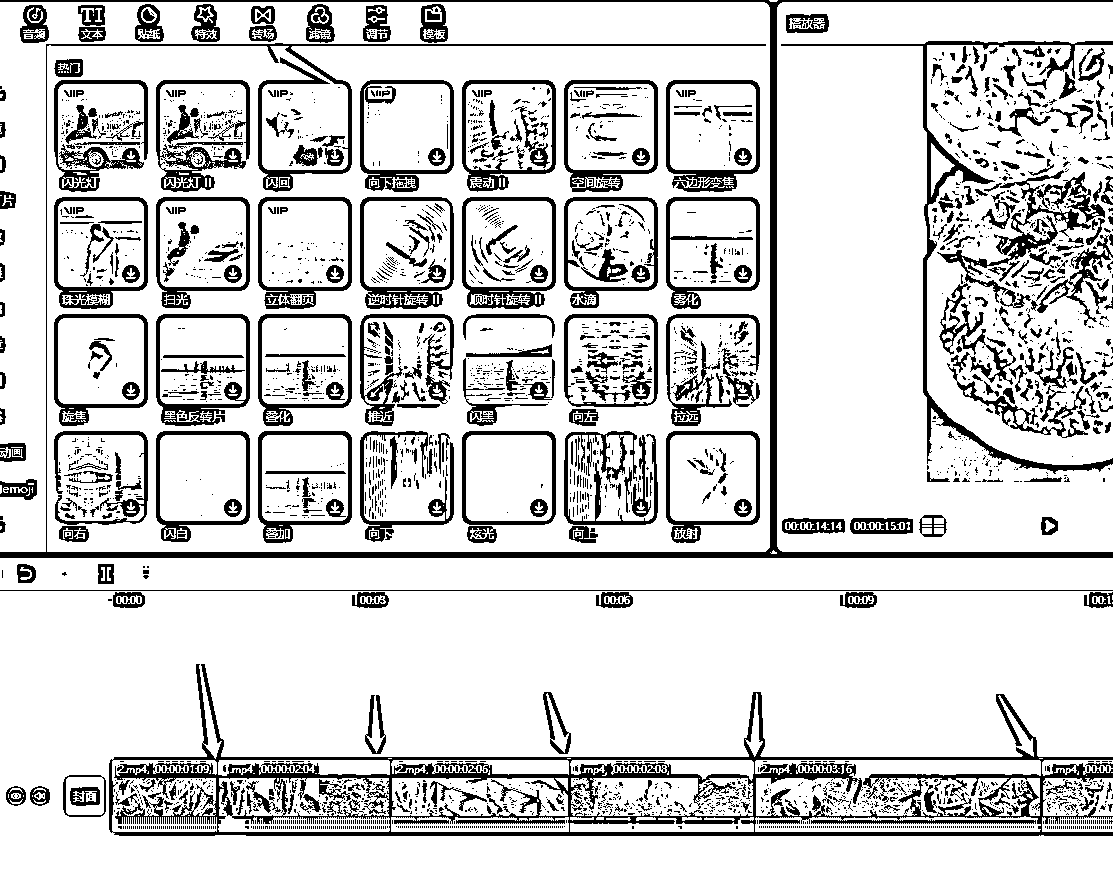 音频 文本 贴纸 特效 转场 滤镜 调节 模板
播放器
热门
VIP VIP VIP VIP VIP VIP VIP
闪光灯 闪光灯 II 闪回 向下拖拽 震动 II 空间旋转 六边形变焦
VIP VIP VIP
珠光模糊 扫光 立体翻页 逆时针旋转 II 顺时针旋转 II 水滴 雾化
旋焦 黑色反转片 叠化 推近 闪黑 向左 拉远
片
动画
emoji
向右 闪白 叠加 向下 炫光 向上 放射
00:00:14:14 00:00:15:01
00:00 00:03 00:06 00:09
封面
2.mp4 00:00:01:09 .mp4 00:00:02:04 2.mp4 00:00:02:06 .mp4 00:00:02:08 2.mp4 00:00:03:16 .mp4